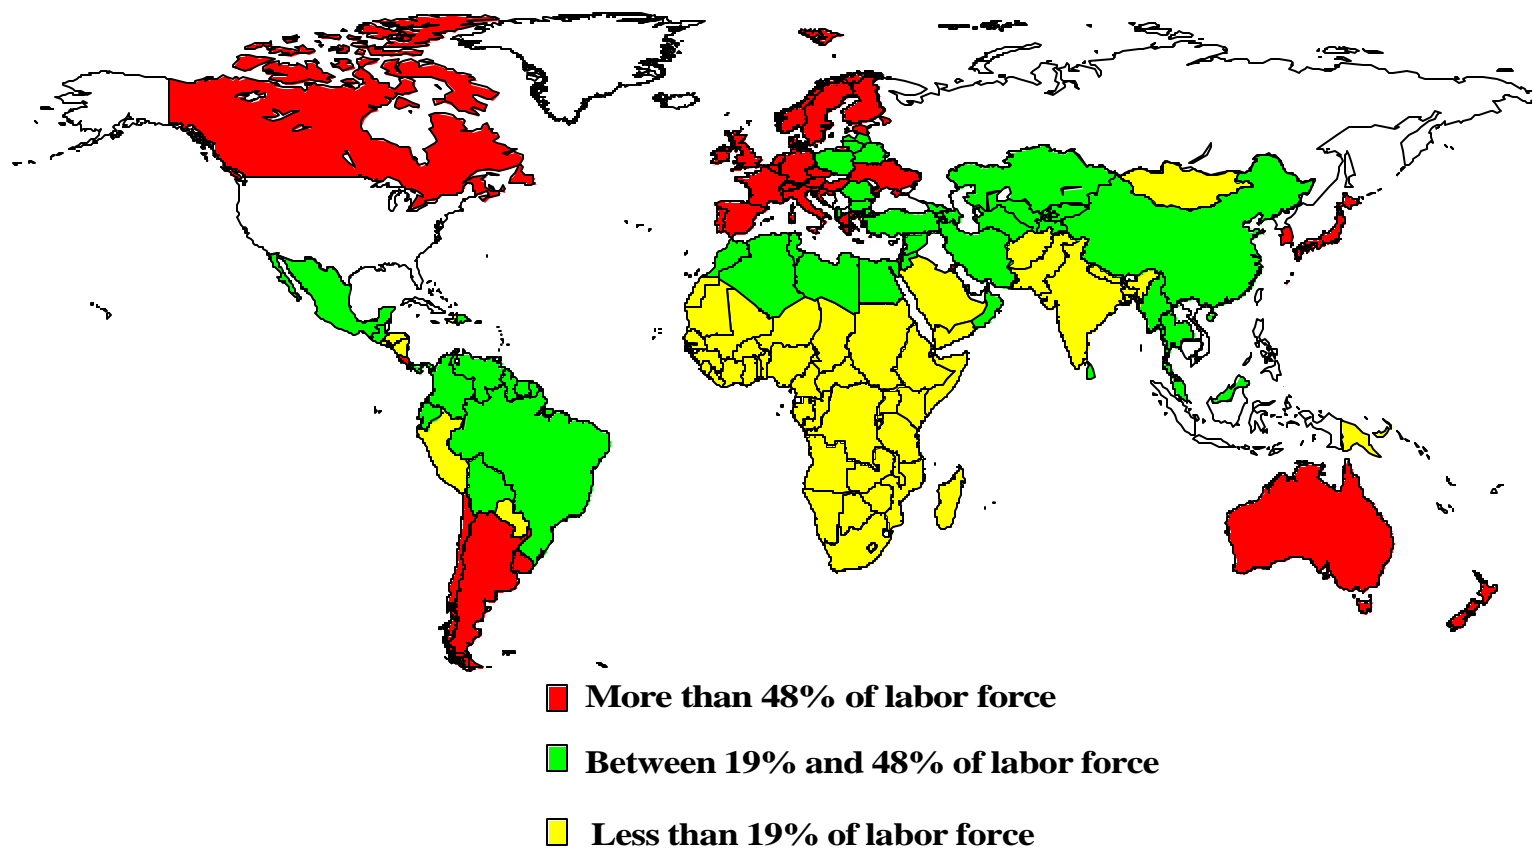 More than 48% of labor force
Between 19% and 48% of labor force
Less than 19% of labor force